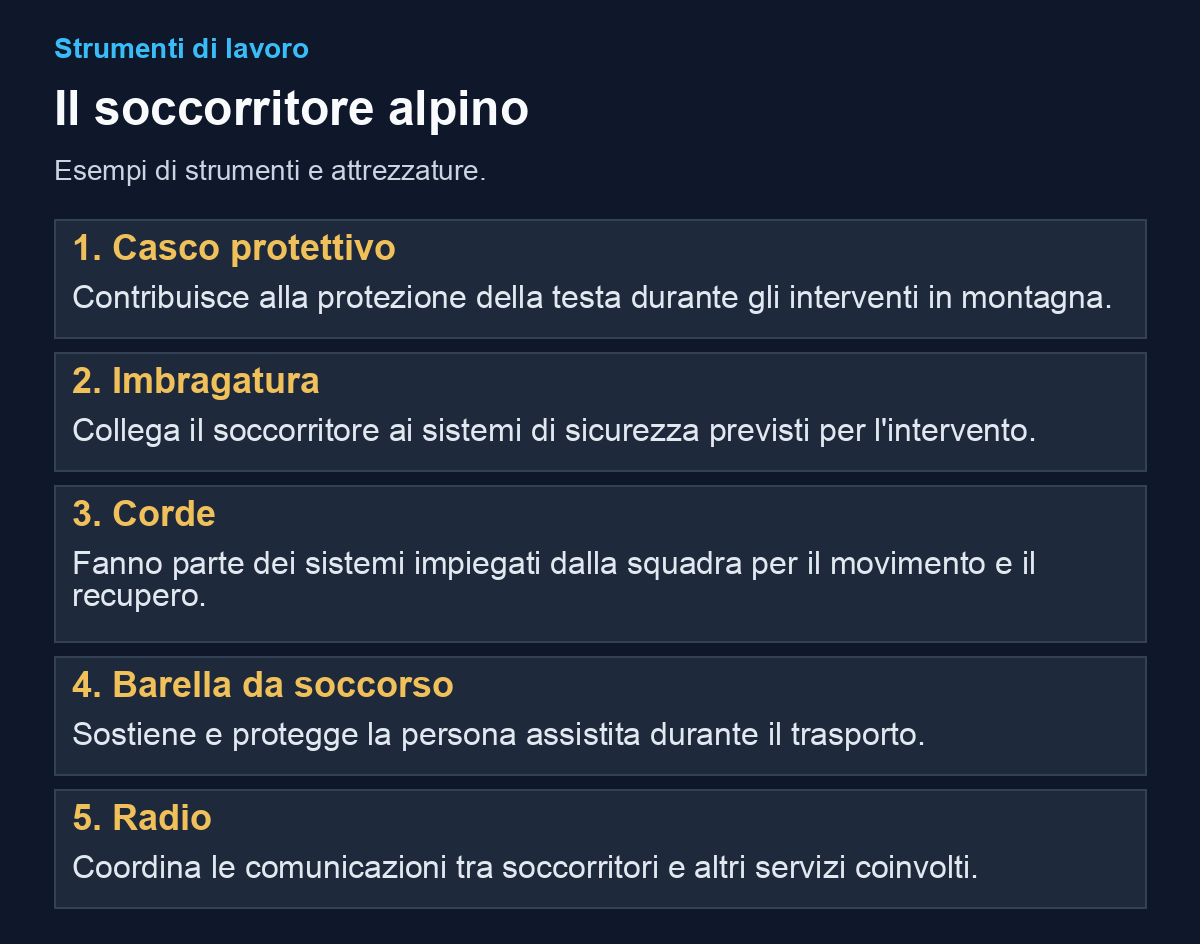 Strumenti di lavoro
Il soccorritore alpino
Esempi di strumenti e attrezzature.
1. Casco protettivo
Contribuisce alla protezione della testa durante gli interventi in montagna.
2. Imbragatura
Collega il soccorritore ai sistemi di sicurezza previsti per l'intervento.
3. Corde
Fanno parte dei sistemi impiegati dalla squadra per il movimento e il
recupero.
4. Barella da soccorso
Sostiene e protegge la persona assistita durante il trasporto.
5. Radio
Coordina le comunicazioni tra soccorritori e altri servizi coinvolti.